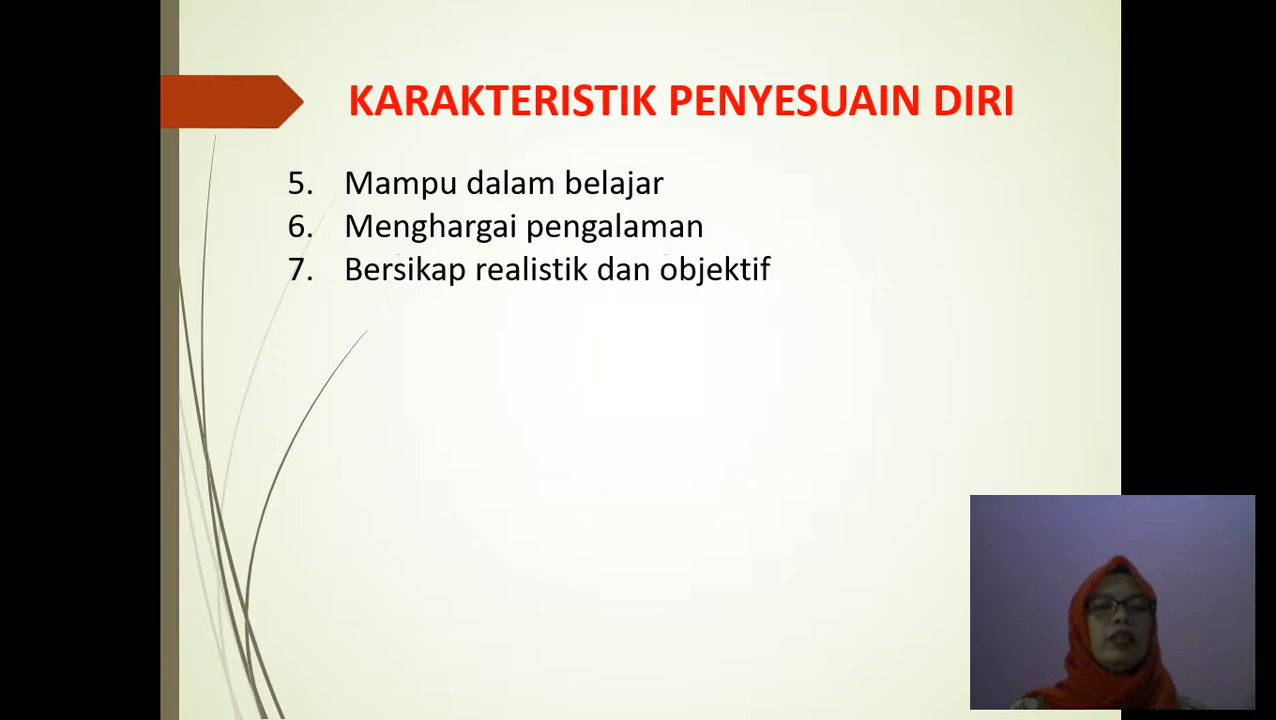 KARAKTERISTIK PENYESUAIN DIRI
5. Mampu dalam belajar
6. Menghargai pengalaman
7. Bersikap realistik dan objektif